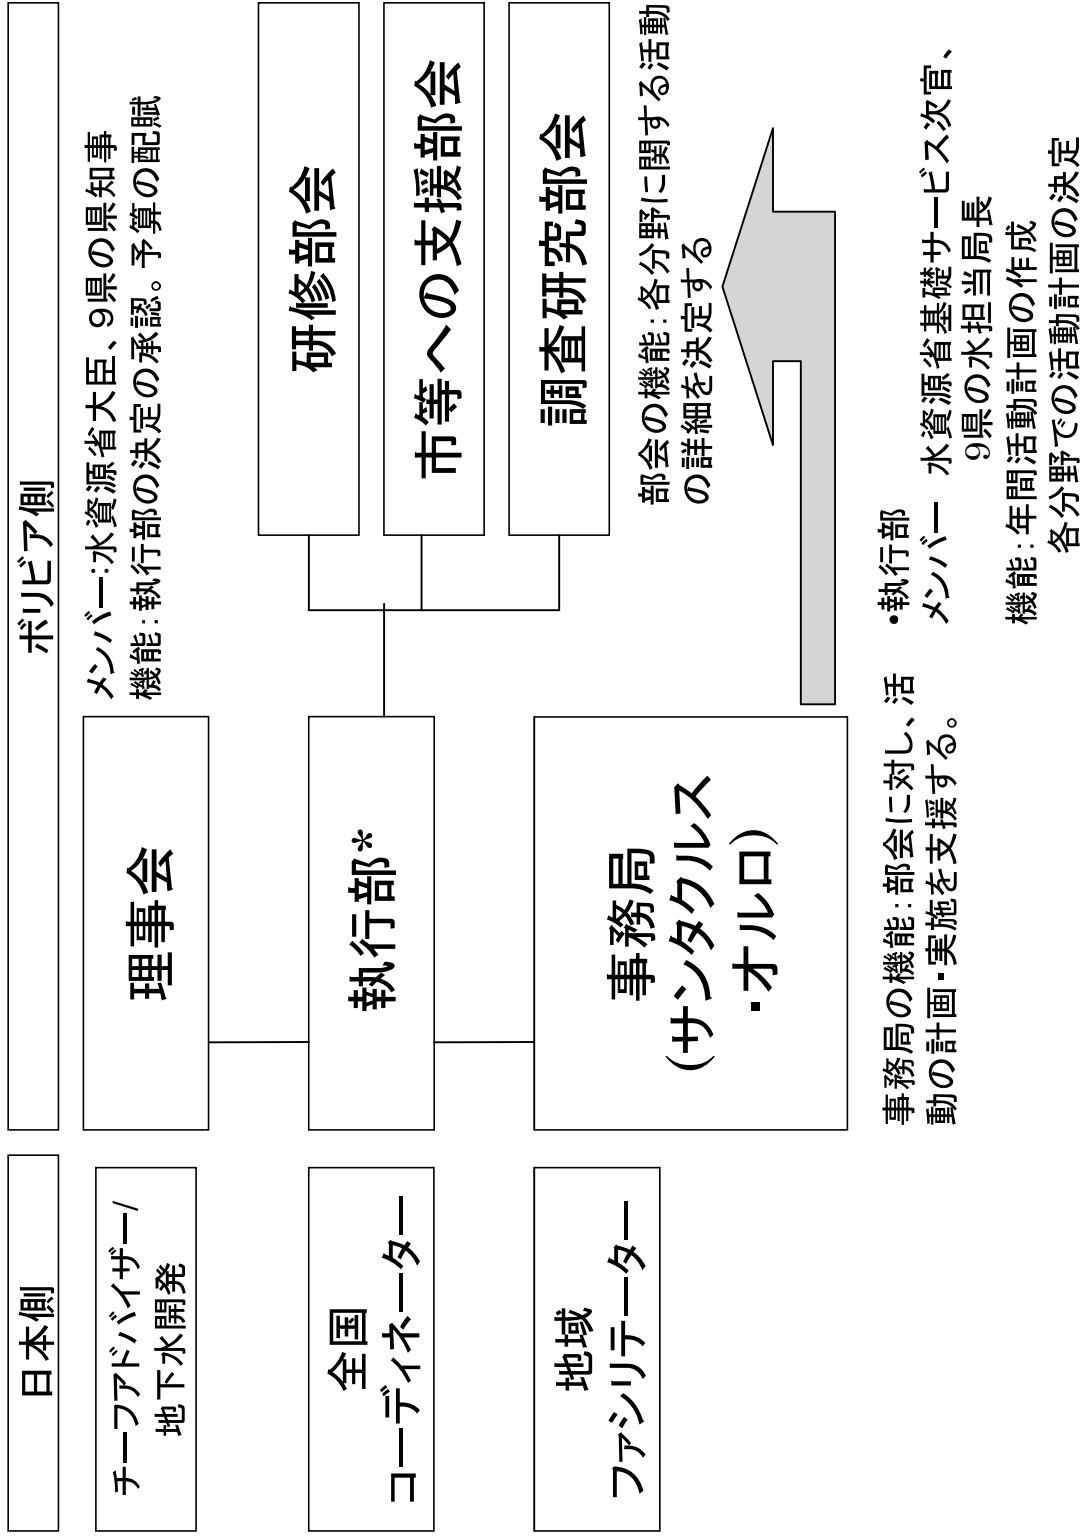 日本側
ボリビア側
チーフアドバイザー/
地下水開発
理事会
メンバー:水資源省大臣、9県の県知事
機能:執行部の決定の承認。予算の配賦
全国
コーディネーター
執行部*
研修部会
市等への支援部会
調査研究部会
部会の機能:各分野に関する活動
の詳細を決定する
地域
ファシリテーター
事務局
(サンタクルス
・オルロ)
事務局の機能:部会に対し、活
動の計画・実施を支援する。
•執行部
メンバー 水資源省基礎サービス次官、
9県の水担当局長
機能:年間活動計画の作成
各分野での活動計画の決定